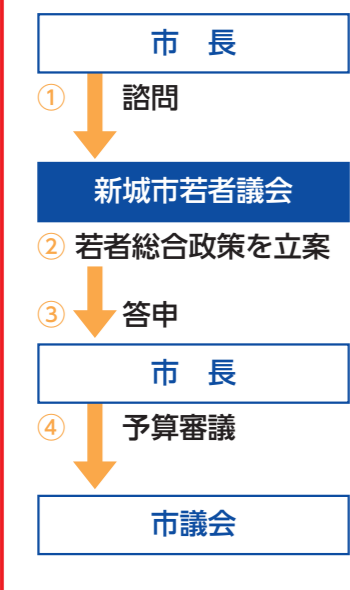 市　長
① 諮問
新城市若者議会
② 若者総合政策を立案
③ 答申
市　長
④ 予算審議
市議会